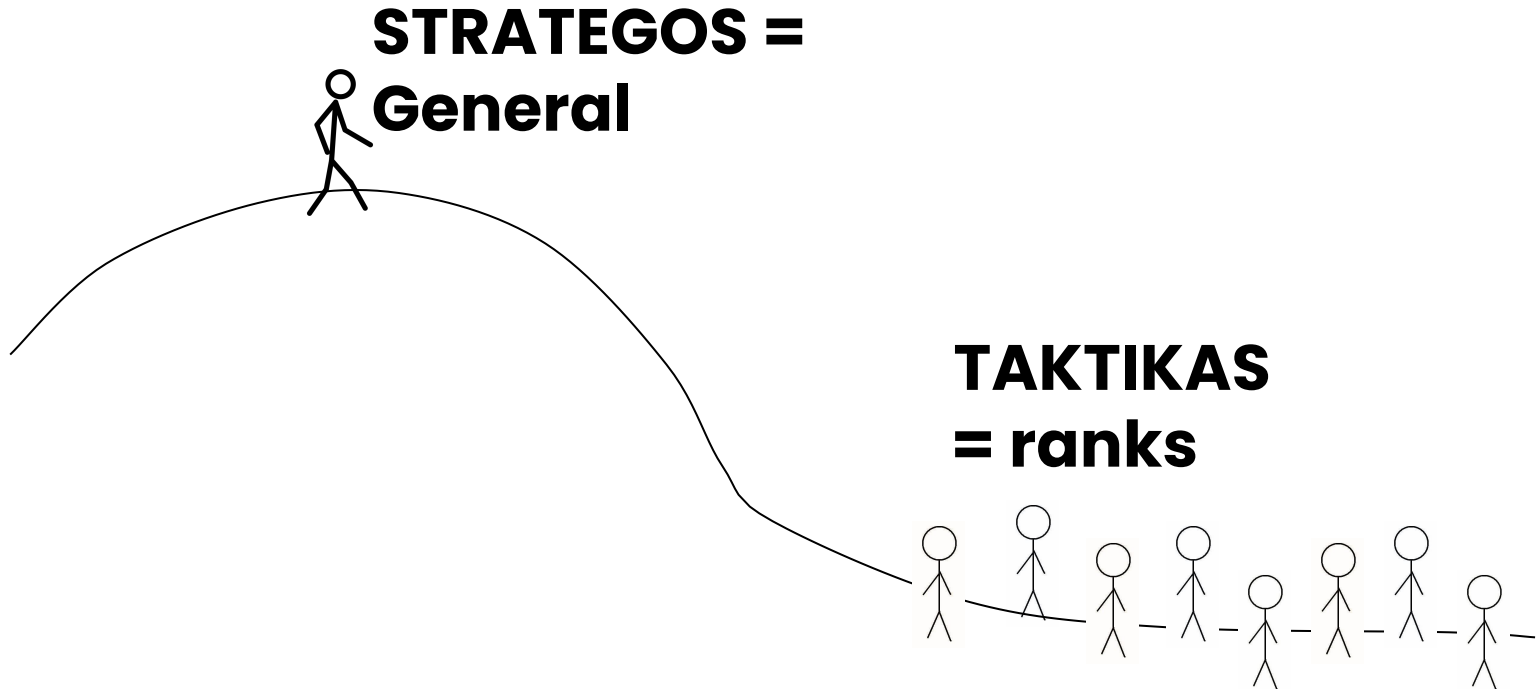 STRATEGOS =
General
TAKTIKAS
= ranks